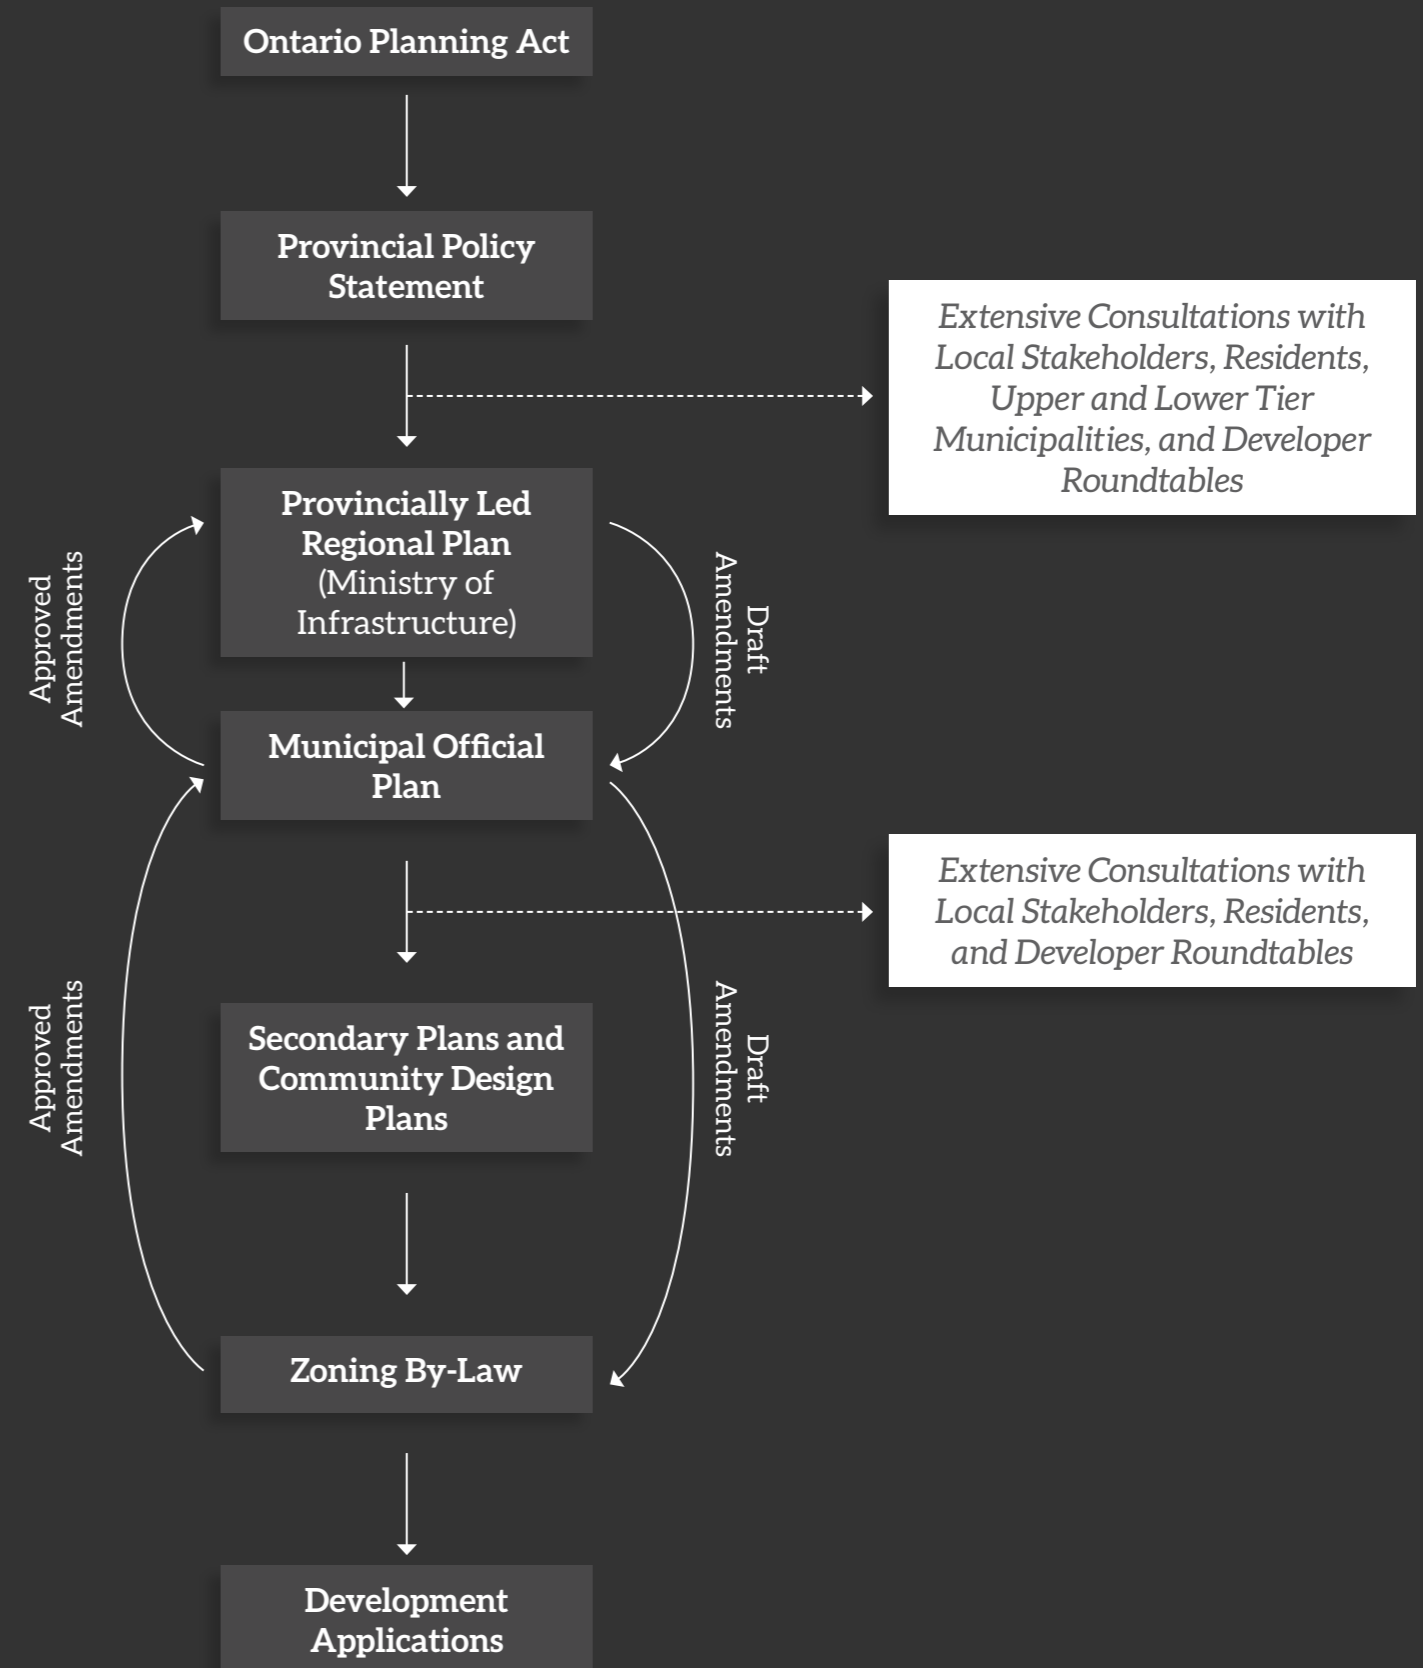 Ontario Planning Act
Provincial Policy
Statement
Extensive Consultations with
Local Stakeholders, Residents,
Upper and Lower Tier
Municipalities, and Developer
Roundtables
Provincially Led
Regional Plan
(Ministry of
Infrastructure)
Approved
Amendments
Draft
Amendments
Municipal Official
Plan
Extensive Consultations with
Local Stakeholders, Residents,
and Developer Roundtables
Secondary Plans and
Community Design
Plans
Approved
Amendments
Draft
Amendments
Zoning By-Law
Development
Applications